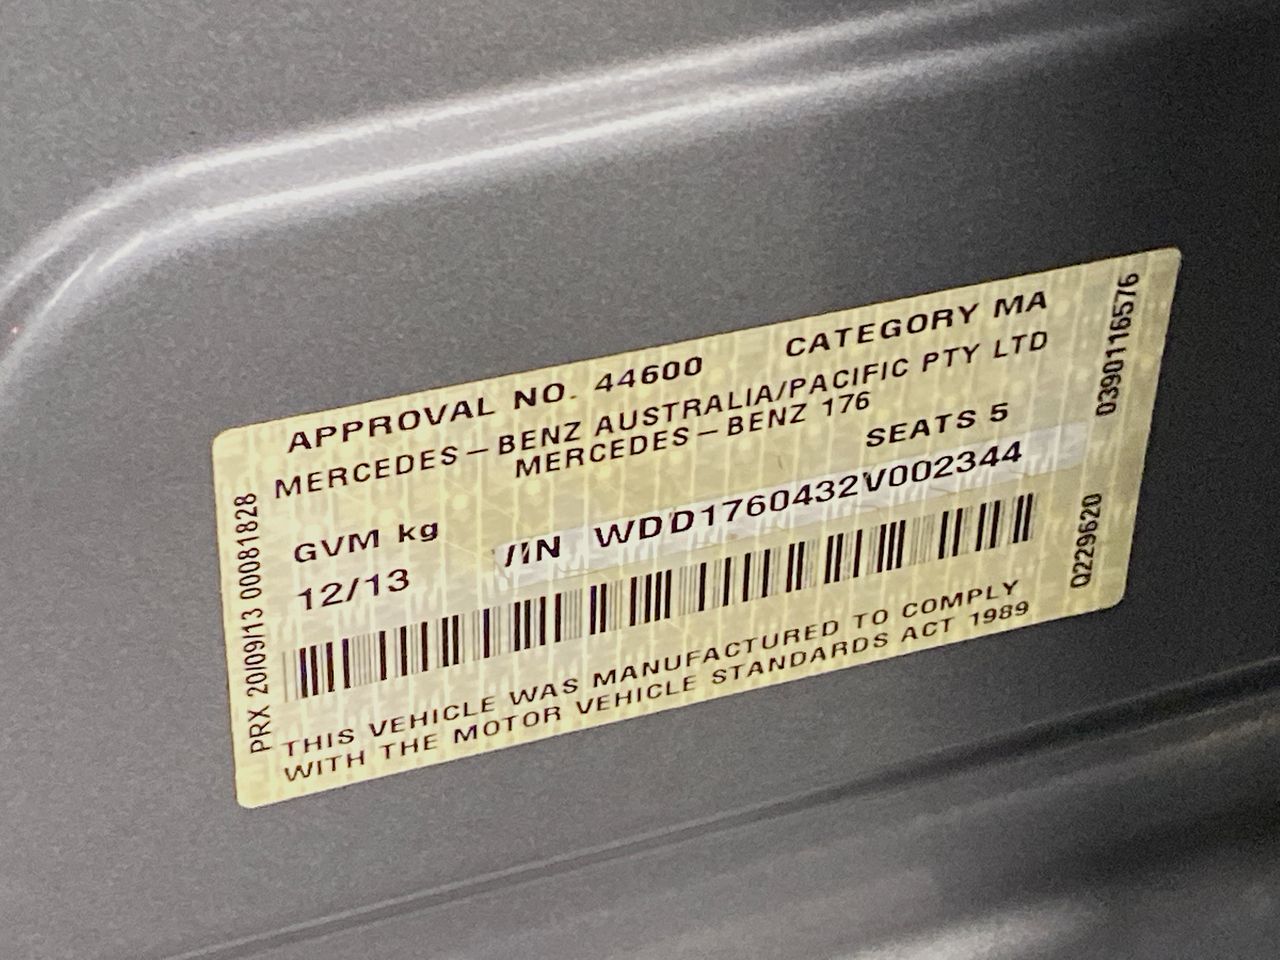 APPROVAL NO. 44600 CATEGORY MA
MERCEDES-BENZ AUSTRALIA/PACIFIC PTY LTD
MERCEDES-BENZ 176
SEATS 5
GVM kg
VIN WDD1760432V002344
12/13
THIS VEHICLE WAS MANUFACTURED TO COMPLY
WITH THE MOTOR VEHICLE STANDARDS ACT 1989
PRX 20/09/13 00081828
0390116576
Q229620